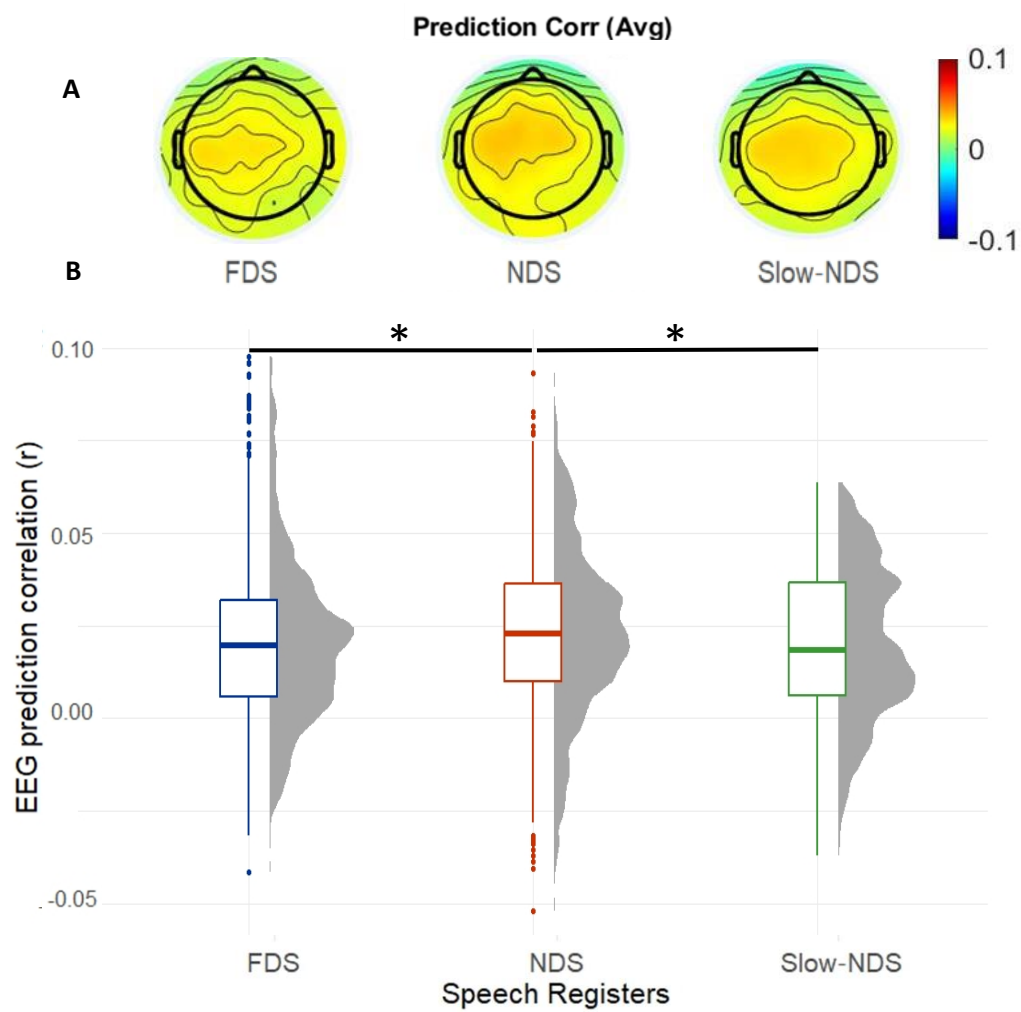 Prediction Corr (Avg)
A
0.1
0
-0.1
FDS NDS Slow-NDS
B
* *
EEG prediction correlation (r)
0.10
0.05
0.00
-0.05
FDS NDS Slow-NDS
Speech Registers